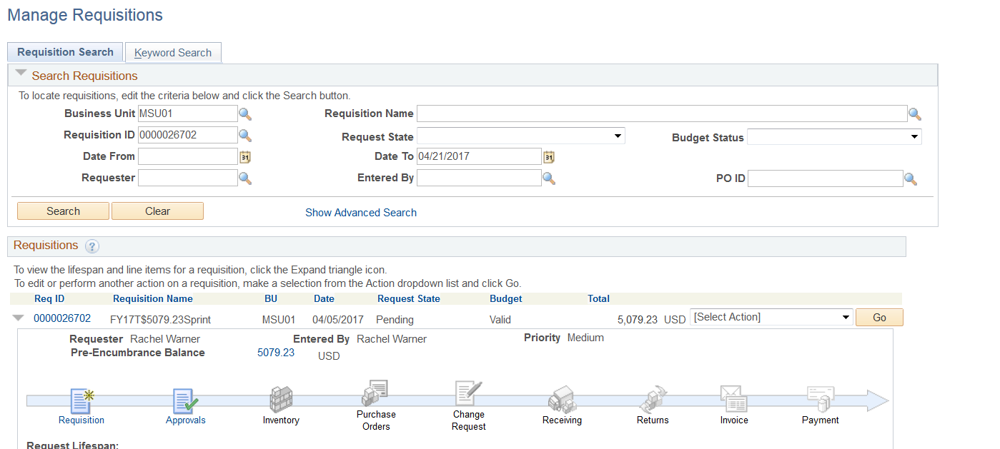 Manage Requisitions
Requisition Search Keyword Search
Search Requisitions
To locate requisitions, edit the criteria below and click the Search button.
Business Unit MSU01 Requisition Name
Requisition ID 0000026702 Request State Budget Status
Date From 31 Date To 04/21/2017 31
Requester Entered By PO ID
Search Clear Show Advanced Search
Requisitions ?
To view the lifespan and line items for a requisition, click the Expand triangle icon.
To edit or perform another action on a requisition, make a selection from the Action dropdown list and click Go.
Req ID Requisition Name BU Date Request State Budget Total
0000026702 FY17T$5079.23Sprint MSU01 04/05/2017 Pending Valid 5,079.23 USD [Select Action] Go
Requester Rachel Warner Entered By Rachel Warner Priority Medium
Pre-Encumbrance Balance 5079.23 USD
Requisition Approvals Inventory Purchase Orders Change Request Receiving Returns Invoice Payment
Request Lifespan: